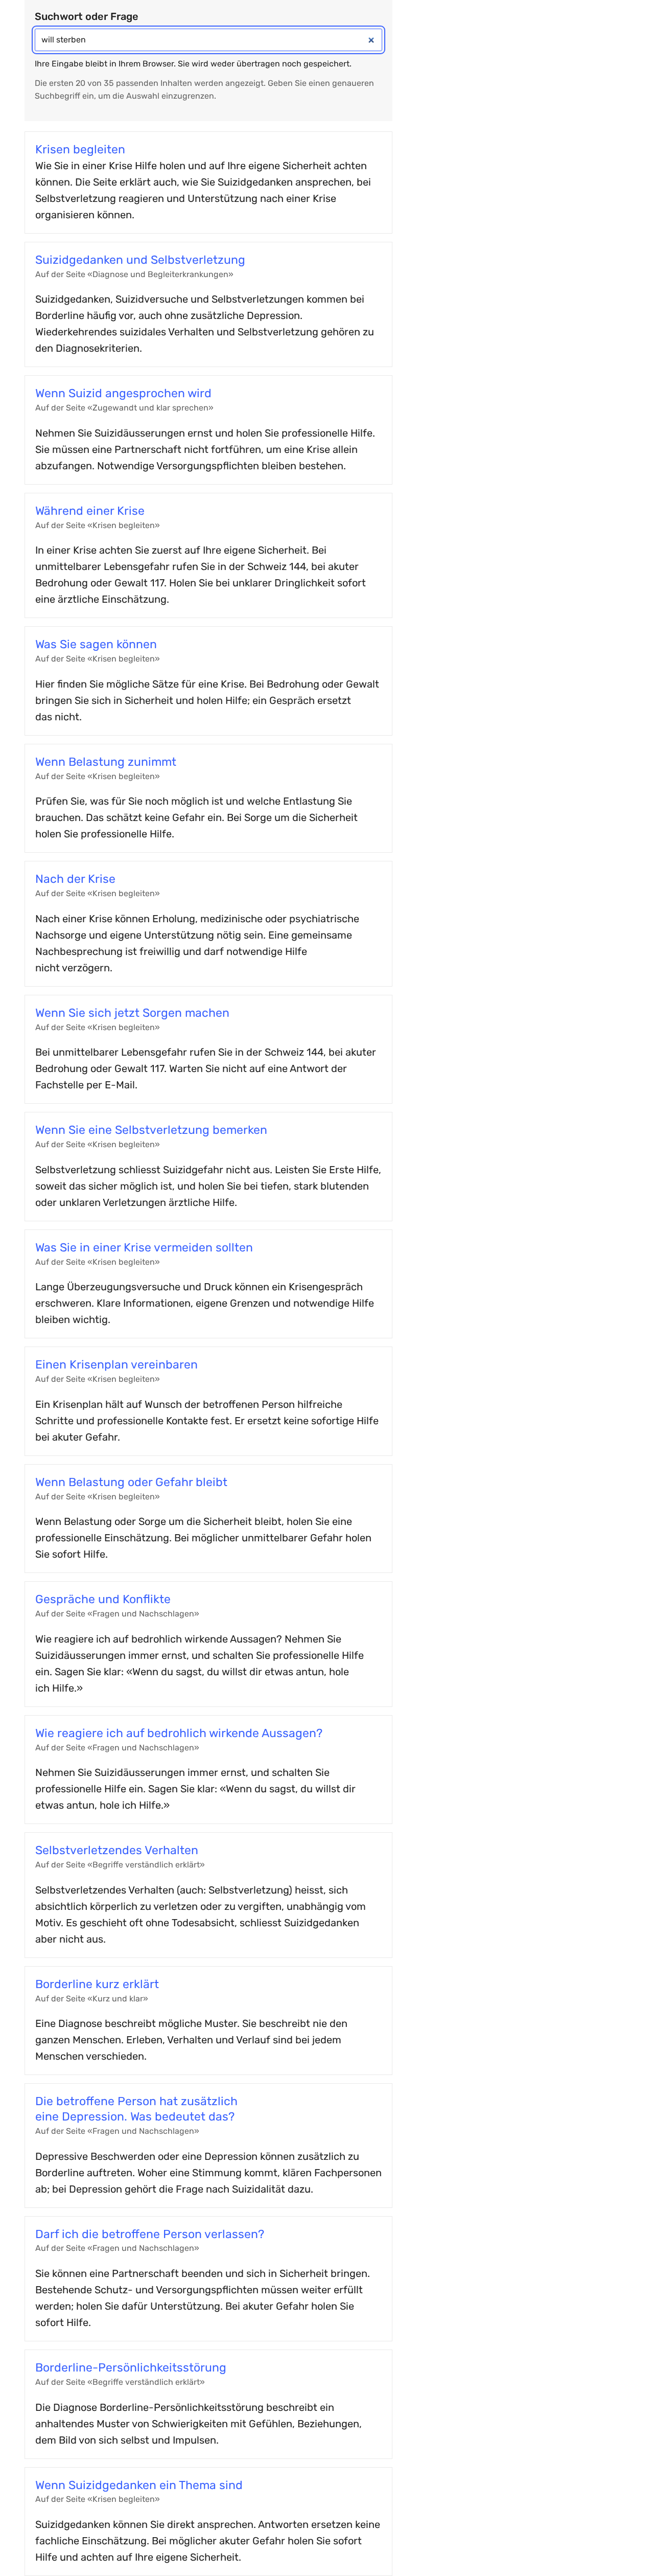 Suchwort oder Frage
will sterben
Ihre Eingabe bleibt in Ihrem Browser. Sie wird weder übertragen noch gespeichert.
Die ersten 20 von 35 passenden Inhalten werden angezeigt. Geben Sie einen genaueren
Suchbegriff ein, um die Auswahl einzugrenzen.
Krisen begleiten
Wie Sie in einer Krise Hilfe holen und auf Ihre eigene Sicherheit achten
können. Die Seite erklärt auch, wie Sie Suizidgedanken ansprechen, bei
Selbstverletzung reagieren und Unterstützung nach einer Krise
organisieren können.
Suizidgedanken und Selbstverletzung
Auf der Seite «Diagnose und Begleiterkrankungen»
Suizidgedanken, Suizidversuche und Selbstverletzungen kommen bei
Borderline häufig vor, auch ohne zusätzliche Depression.
Wiederkehrendes suizidales Verhalten und Selbstverletzung gehören zu
den Diagnosekriterien.
Wenn Suizid angesprochen wird
Auf der Seite «Zugewandt und klar sprechen»
Nehmen Sie Suizidäusserungen ernst und holen Sie professionelle Hilfe.
Sie müssen eine Partnerschaft nicht fortführen, um eine Krise allein
abzufangen. Notwendige Versorgungspflichten bleiben bestehen.
Während einer Krise
Auf der Seite «Krisen begleiten»
In einer Krise achten Sie zuerst auf Ihre eigene Sicherheit. Bei
unmittelbarer Lebensgefahr rufen Sie in der Schweiz 144, bei akuter
Bedrohung oder Gewalt 117. Holen Sie bei unklarer Dringlichkeit sofort
eine ärztliche Einschätzung.
Was Sie sagen können
Auf der Seite «Krisen begleiten»
Hier finden Sie mögliche Sätze für eine Krise. Bei Bedrohung oder Gewalt
bringen Sie sich in Sicherheit und holen Hilfe; ein Gespräch ersetzt
das nicht.
Wenn Belastung zunimmt
Auf der Seite «Krisen begleiten»
Prüfen Sie, was für Sie noch möglich ist und welche Entlastung Sie
brauchen. Das schätzt keine Gefahr ein. Bei Sorge um die Sicherheit
holen Sie professionelle Hilfe.
Nach der Krise
Auf der Seite «Krisen begleiten»
Nach einer Krise können Erholung, medizinische oder psychiatrische
Nachsorge und eigene Unterstützung nötig sein. Eine gemeinsame
Nachbesprechung ist freiwillig und darf notwendige Hilfe
nicht verzögern.
Wenn Sie sich jetzt Sorgen machen
Auf der Seite «Krisen begleiten»
Bei unmittelbarer Lebensgefahr rufen Sie in der Schweiz 144, bei akuter
Bedrohung oder Gewalt 117. Warten Sie nicht auf eine Antwort der
Fachstelle per E-Mail.
Wenn Sie eine Selbstverletzung bemerken
Auf der Seite «Krisen begleiten»
Selbstverletzung schliesst Suizidgefahr nicht aus. Leisten Sie Erste Hilfe,
soweit das sicher möglich ist, und holen Sie bei tiefen, stark blutenden
oder unklaren Verletzungen ärztliche Hilfe.
Was Sie in einer Krise vermeiden sollten
Auf der Seite «Krisen begleiten»
Lange Überzeugungsversuche und Druck können ein Krisengespräch
erschweren. Klare Informationen, eigene Grenzen und notwendige Hilfe
bleiben wichtig.
Einen Krisenplan vereinbaren
Auf der Seite «Krisen begleiten»
Ein Krisenplan hält auf Wunsch der betroffenen Person hilfreiche
Schritte und professionelle Kontakte fest. Er ersetzt keine sofortige Hilfe
bei akuter Gefahr.
Wenn Belastung oder Gefahr bleibt
Auf der Seite «Krisen begleiten»
Wenn Belastung oder Sorge um die Sicherheit bleibt, holen Sie eine
professionelle Einschätzung. Bei möglicher unmittelbarer Gefahr holen
Sie sofort Hilfe.
Gespräche und Konflikte
Auf der Seite «Fragen und Nachschlagen»
Wie reagiere ich auf bedrohlich wirkende Aussagen? Nehmen Sie
Suizidäusserungen immer ernst, und schalten Sie professionelle Hilfe
ein. Sagen Sie klar: «Wenn du sagst, du willst dir etwas antun, hole
ich Hilfe.»
Wie reagiere ich auf bedrohlich wirkende Aussagen?
Auf der Seite «Fragen und Nachschlagen»
Nehmen Sie Suizidäusserungen immer ernst, und schalten Sie
professionelle Hilfe ein. Sagen Sie klar: «Wenn du sagst, du willst dir
etwas antun, hole ich Hilfe.»
Selbstverletzendes Verhalten
Auf der Seite «Begriffe verständlich erklärt»
Selbstverletzendes Verhalten (auch: Selbstverletzung) heisst, sich
absichtlich körperlich zu verletzen oder zu vergiften, unabhängig vom
Motiv. Es geschieht oft ohne Todesabsicht, schliesst Suizidgedanken
aber nicht aus.
Borderline kurz erklärt
Auf der Seite «Kurz und klar»
Eine Diagnose beschreibt mögliche Muster. Sie beschreibt nie den
ganzen Menschen. Erleben, Verhalten und Verlauf sind bei jedem
Menschen verschieden.
Die betroffene Person hat zusätzlich
eine Depression. Was bedeutet das?
Auf der Seite «Fragen und Nachschlagen»
Depressive Beschwerden oder eine Depression können zusätzlich zu
Borderline auftreten. Woher eine Stimmung kommt, klären Fachpersonen
ab; bei Depression gehört die Frage nach Suizidalität dazu.
Darf ich die betroffene Person verlassen?
Auf der Seite «Fragen und Nachschlagen»
Sie können eine Partnerschaft beenden und sich in Sicherheit bringen.
Bestehende Schutz- und Versorgungspflichten müssen weiter erfüllt
werden; holen Sie dafür Unterstützung. Bei akuter Gefahr holen Sie
sofort Hilfe.
Borderline-Persönlichkeitsstörung
Auf der Seite «Begriffe verständlich erklärt»
Die Diagnose Borderline-Persönlichkeitsstörung beschreibt ein
anhaltendes Muster von Schwierigkeiten mit Gefühlen, Beziehungen,
dem Bild von sich selbst und Impulsen.
Wenn Suizidgedanken ein Thema sind
Auf der Seite «Krisen begleiten»
Suizidgedanken können Sie direkt ansprechen. Antworten ersetzen keine
fachliche Einschätzung. Bei möglicher akuter Gefahr holen Sie sofort
Hilfe und achten auf Ihre eigene Sicherheit.